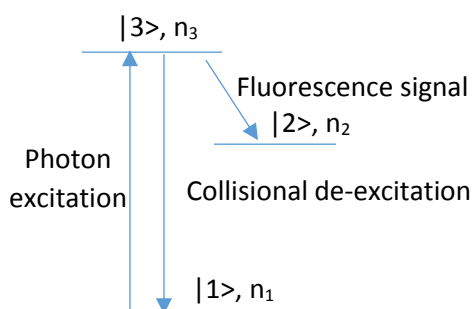 |3>, n3
Fluorescence signal
|2>, n2
Photon
excitation
Collisional de-excitation
|1>, n1